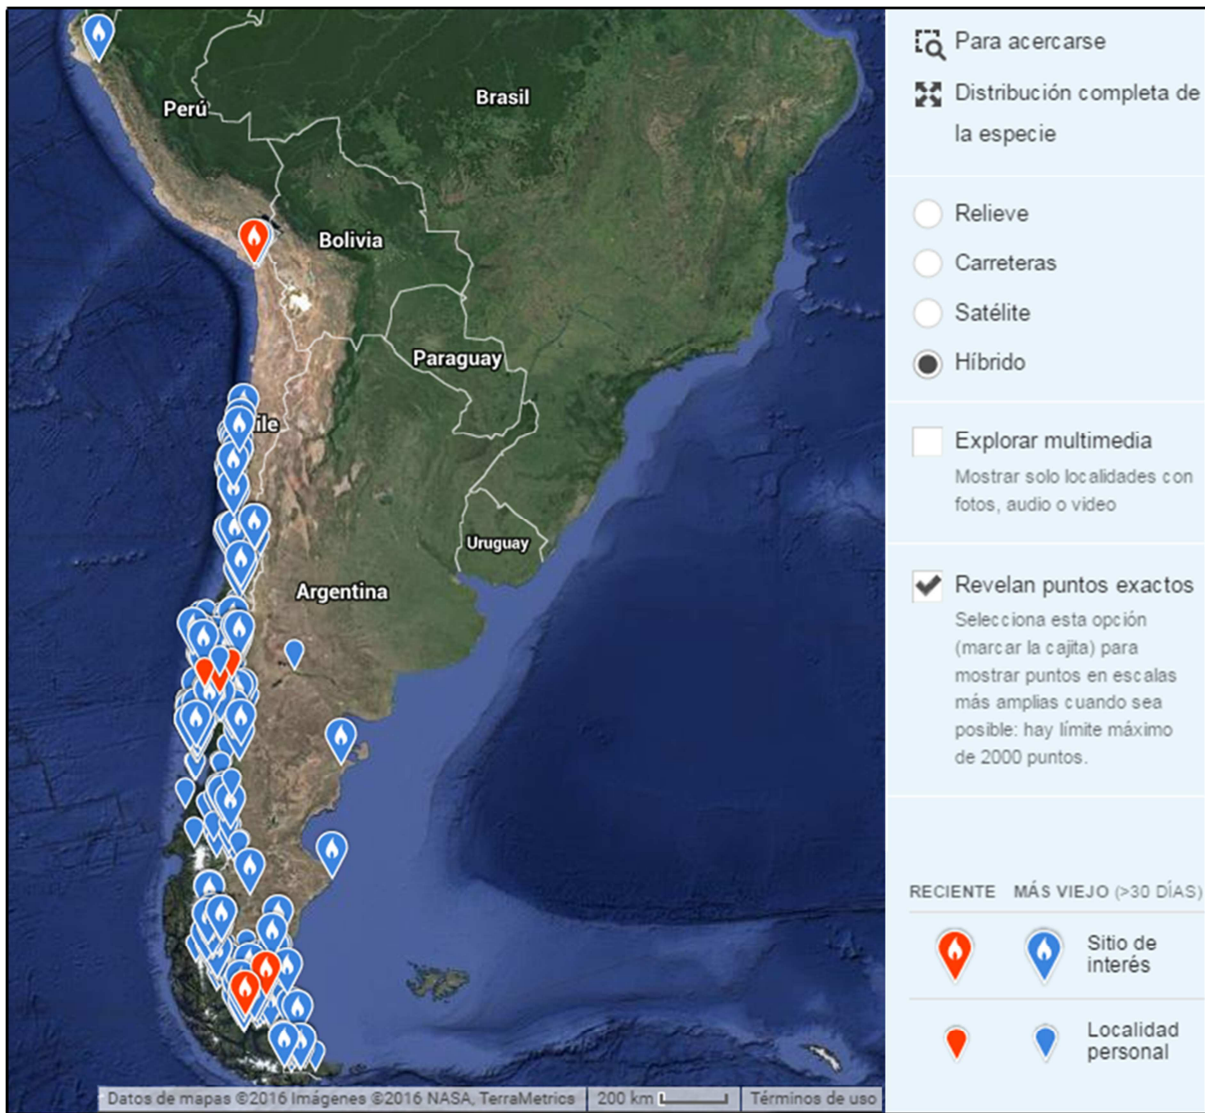 Perú
Brasil
Bolivia
Paraguay
ile
Uruguay
Argentina
Datos de mapas ©2016 Imágenes ©2016 NASA, TerraMetrics
200 km
Términos de uso
Para acercarse
Distribución completa de
la especie
Relieve
Carreteras
Satélite
Híbrido
Explorar multimedia
Mostrar solo localidades con
fotos, audio o video
Revelan puntos exactos
Selecciona esta opción
(marcar la cajita) para
mostrar puntos en escalas
más amplias cuando sea
posible: hay límite máximo
de 2000 puntos.
RECIENTE MÁS VIEJO (>30 DÍAS)
Sitio de
interés
Localidad
personal